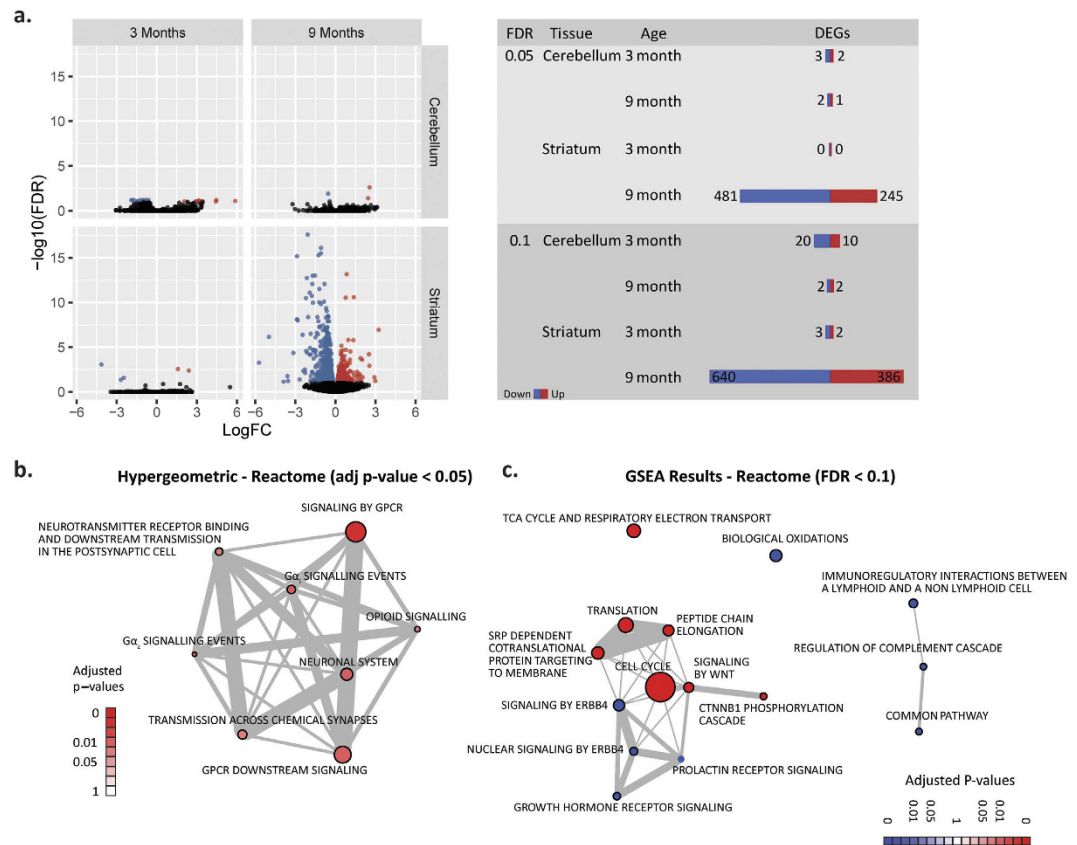 a.
3 Months
9 Months
Cerebellum
Striatum
−log10(FDR)
15
10
5
0
15
10
5
0
−6 −3 0 3 6 −6 −3 0 3 6
LogFC
FDR Tissue Age DEGs
0.05 Cerebellum 3 month 3 2
9 month 2 1
Striatum 3 month 0 0
9 month 481 245
0.1 Cerebellum 3 month 20 10
9 month 2 2
Striatum 3 month 3 2
9 month 640 386
Down Up
b.
Hypergeometric - Reactome (adj p-value < 0.05)
SIGNALING BY GPCR
NEUROTRANSMITTER RECEPTOR BINDING
AND DOWNSTREAM TRANSMISSION
IN THE POSTSYNAPTIC CELL
SIGNALLING EVENTS
OPIOID SIGNALLING
SIGNALLING EVENTS
NEURONAL SYSTEM
TRANSMISSION ACROSS CHEMICAL SYNAPSES
GPCR DOWNSTREAM SIGNALING
Adjusted
p−values
0
0.01
0.05
1
c.
GSEA Results - Reactome (FDR < 0.1)
TCA CYCLE AND RESPIRATORY ELECTRON TRANSPORT
BIOLOGICAL OXIDATIONS
IMMUNOREGULATORY INTERACTIONS BETWEEN
A LYMPHOID AND A NON LYMPHOID CELL
TRANSLATION
PEPTIDE CHAIN
ELONGATION
SRP DEPENDENT
COTRANSLATIONAL
PROTEIN TARGETING
TO MEMBRANE
CELL CYCLE
SIGNALING
BY WNT
REGULATION OF COMPLEMENT CASCADE
CTNNB1 PHOSPHORYLATION
CASCADE
SIGNALING BY ERBB4
COMMON PATHWAY
NUCLEAR SIGNALING BY ERBB4
PROLACTIN RECEPTOR SIGNALING
GROWTH HORMONE RECEPTOR SIGNALING
Adjusted P-values
0 0.01 0.05 1 0.05 0.01 0